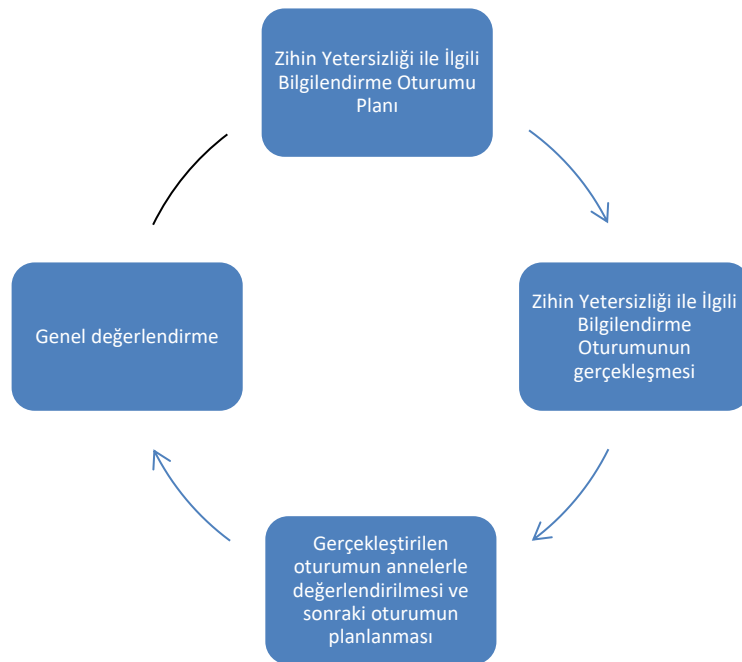 Zihin Yetersizliği ile İlgili
Bilgilendirme Oturumu
Planı
Zihin Yetersizliği ile İlgili
Bilgilendirme
Oturumunun
gerçekleşmesi
Gerçekleştirilen
oturumun annelerle
değerlendirilmesi ve
sonraki oturumun
planlanması
Genel değerlendirme